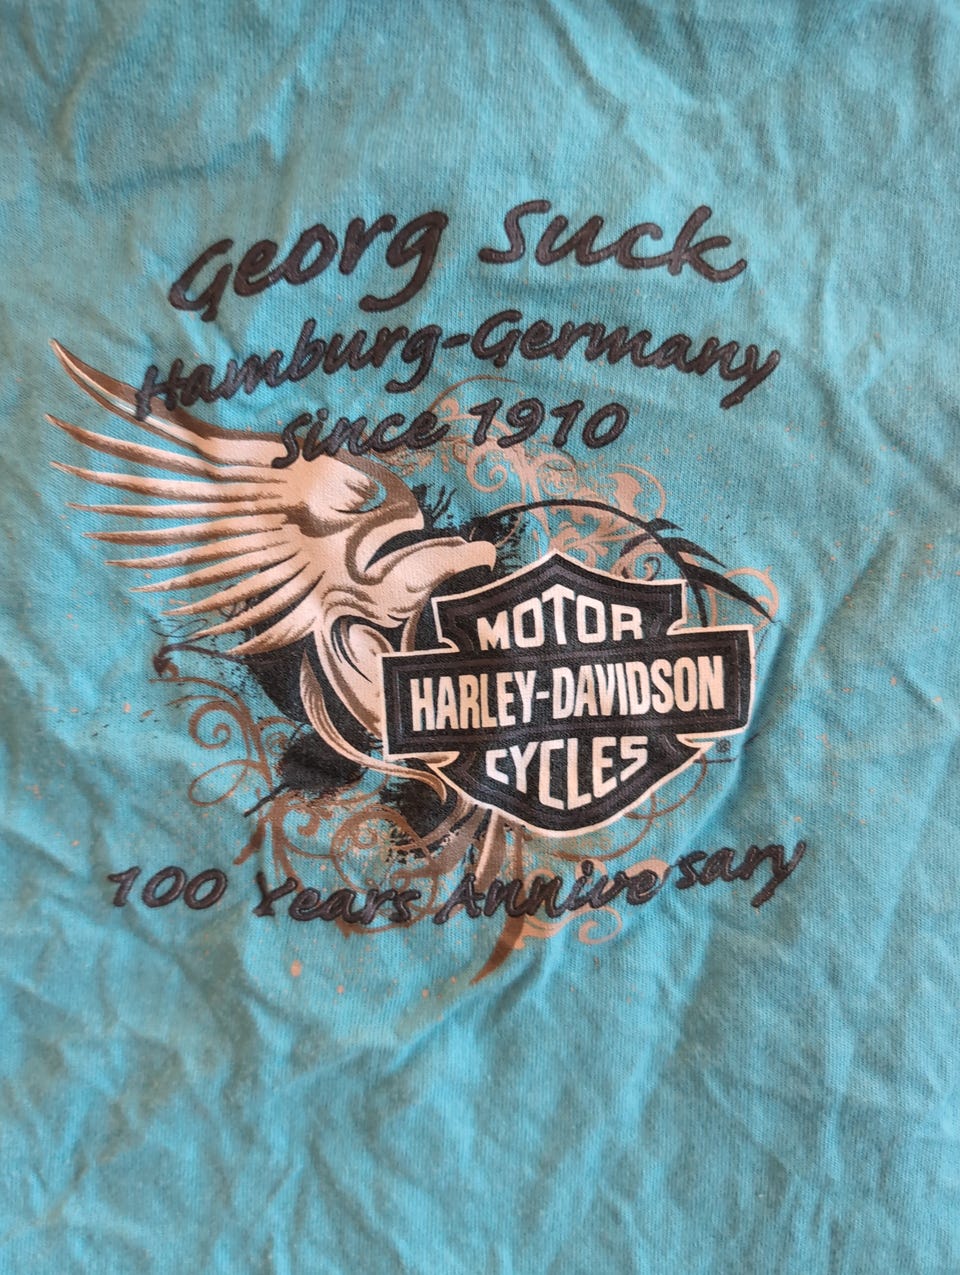 Georg Suck
Hamburg-Germany
since 1910
MOTOR
HARLEY-DAVIDSON
CYCLES
®
100 Years Anniversary